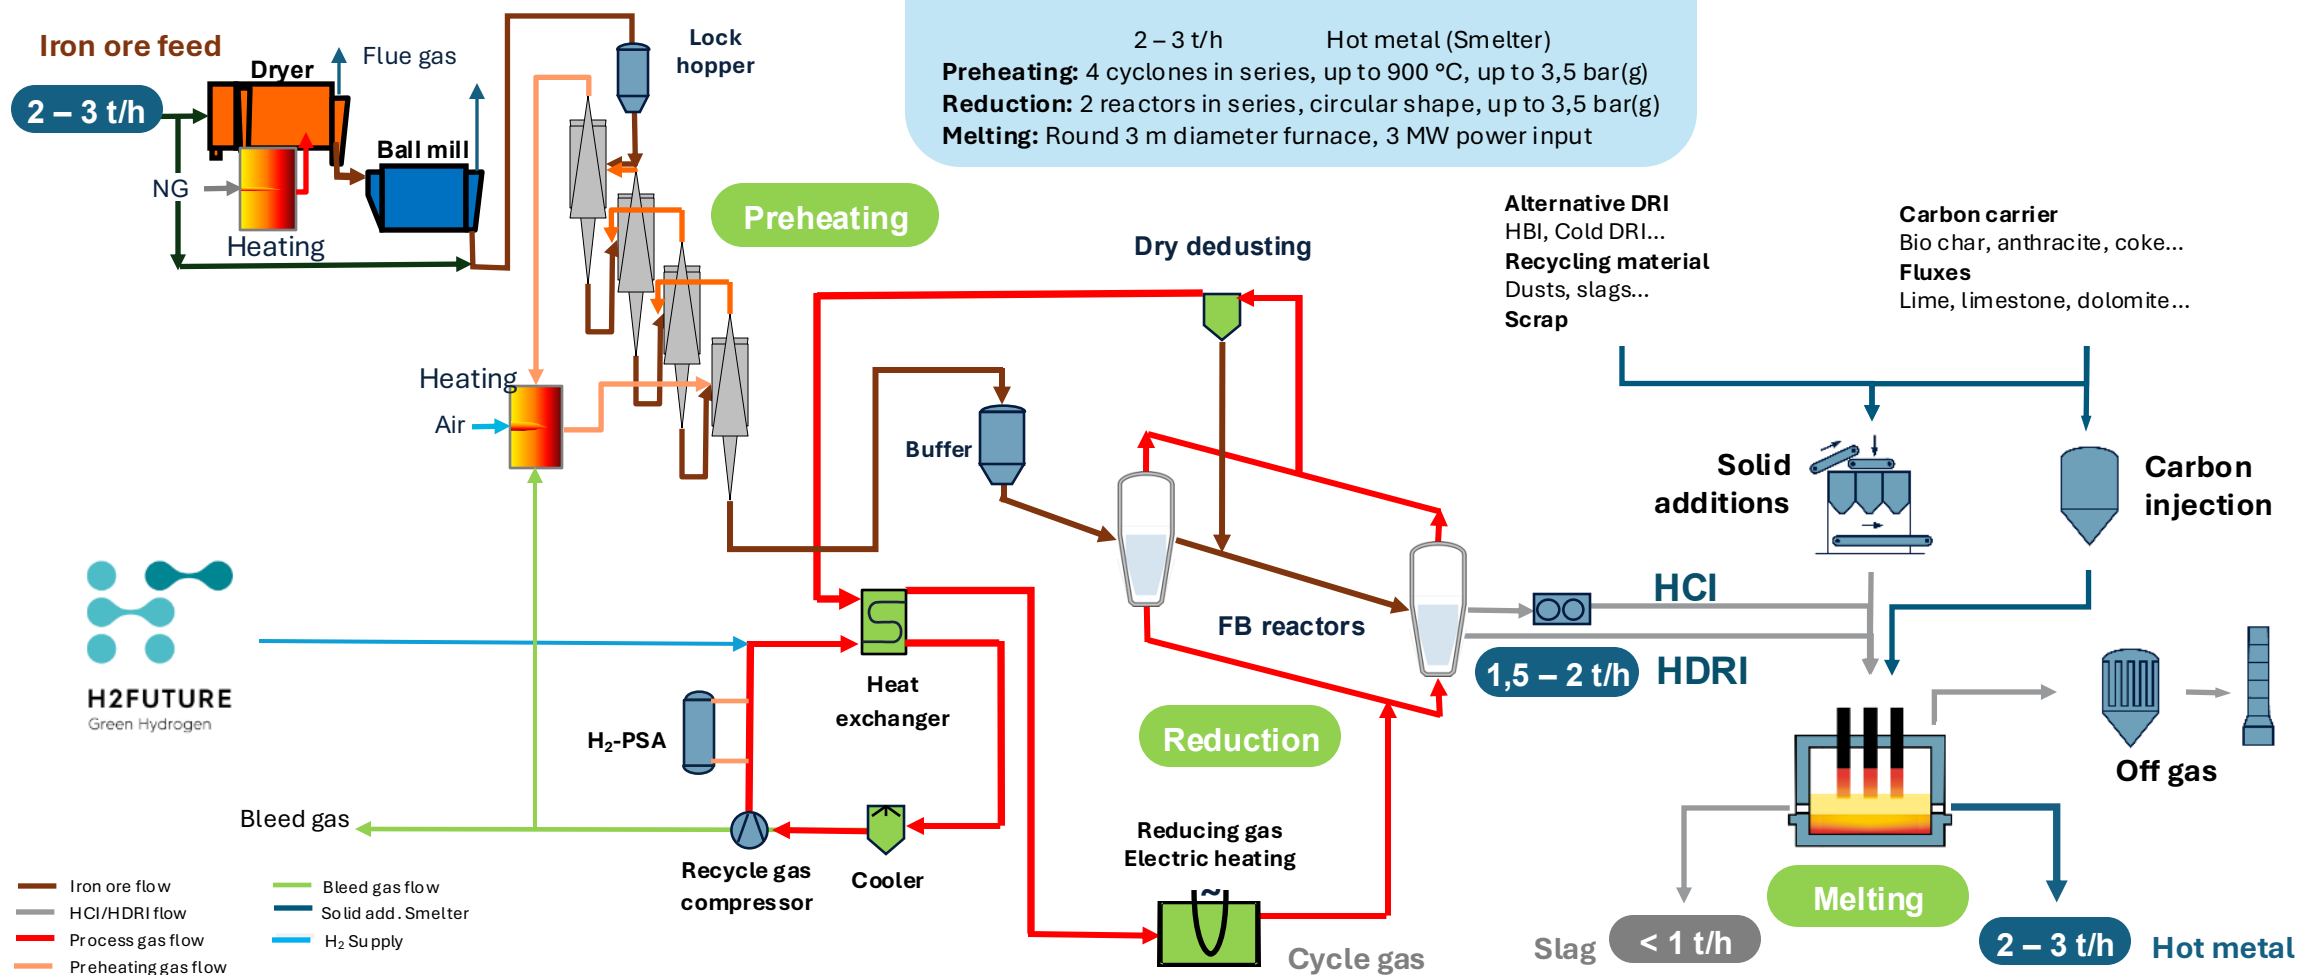 Iron ore feed
2 – 3 t/h
Dryer
Flue gas
Ball mill
NG
Heating
Lock
hopper
2 – 3 t/h Hot metal (Smelter)
Preheating: 4 cyclones in series, up to 900 °C, up to 3,5 bar(g)
Reduction: 2 reactors in series, circular shape, up to 3,5 bar(g)
Melting: Round 3 m diameter furnace, 3 MW power input
Preheating
Dry dedusting
Alternative DRI
HBI, Cold DRI...
Recycling material
Dusts, slags...
Scrap
Carbon carrier
Bio char, anthracite, coke...
Fluxes
Lime, limestone, dolomite...
Heating
Air
Buffer
Solid
additions
Carbon
injection
H2FUTURE
Green Hydrogen
FB reactors
HCI
1,5 – 2 t/h
HDRI
Heat
exchanger
H₂-PSA
Reduction
Off gas
Bleed gas
Recycle gas
compressor
Cooler
Reducing gas
Electric heating
~
Cycle gas
Melting
Slag
< 1 t/h
2 – 3 t/h
Hot metal
Iron ore flow
HCI/HDRI flow
Process gas flow
Preheating gas flow
Bleed gas flow
Solid add. Smelter
H₂ Supply